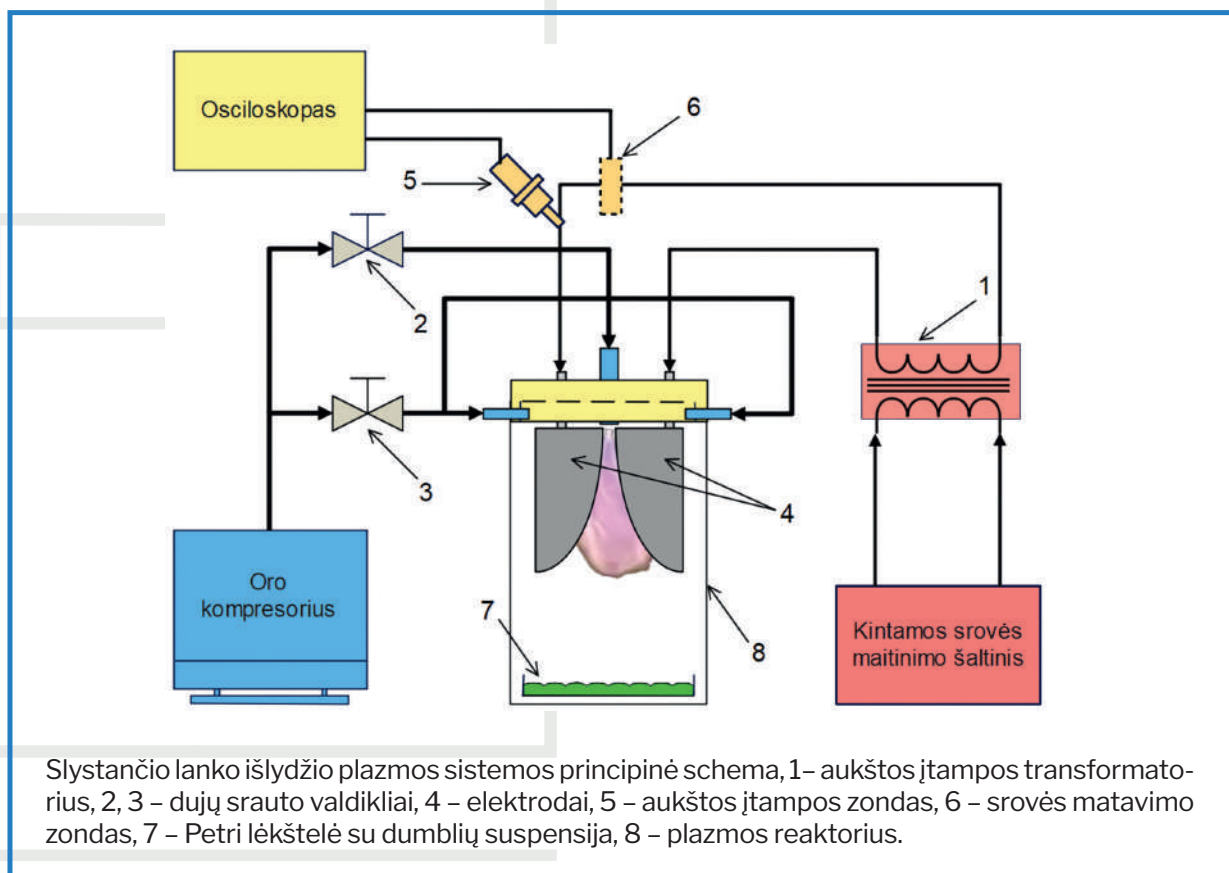 Osciloskopas
6
5
1
2
3
4
Oro
kompresorius
7
8
Kintamos srovės
maitinimo šaltinis
Slystančio lanko išlydžio plazmos sistemos principinė schema, 1– aukštos įtampos transformato-
rius, 2, 3 – dujų srauto valdikliai, 4 – elektrodai, 5 – aukštos įtampos zondas, 6 – srovės matavimo
zondas, 7 – Petri lėkštelė su dumblių suspensija, 8 – plazmos reaktorius.